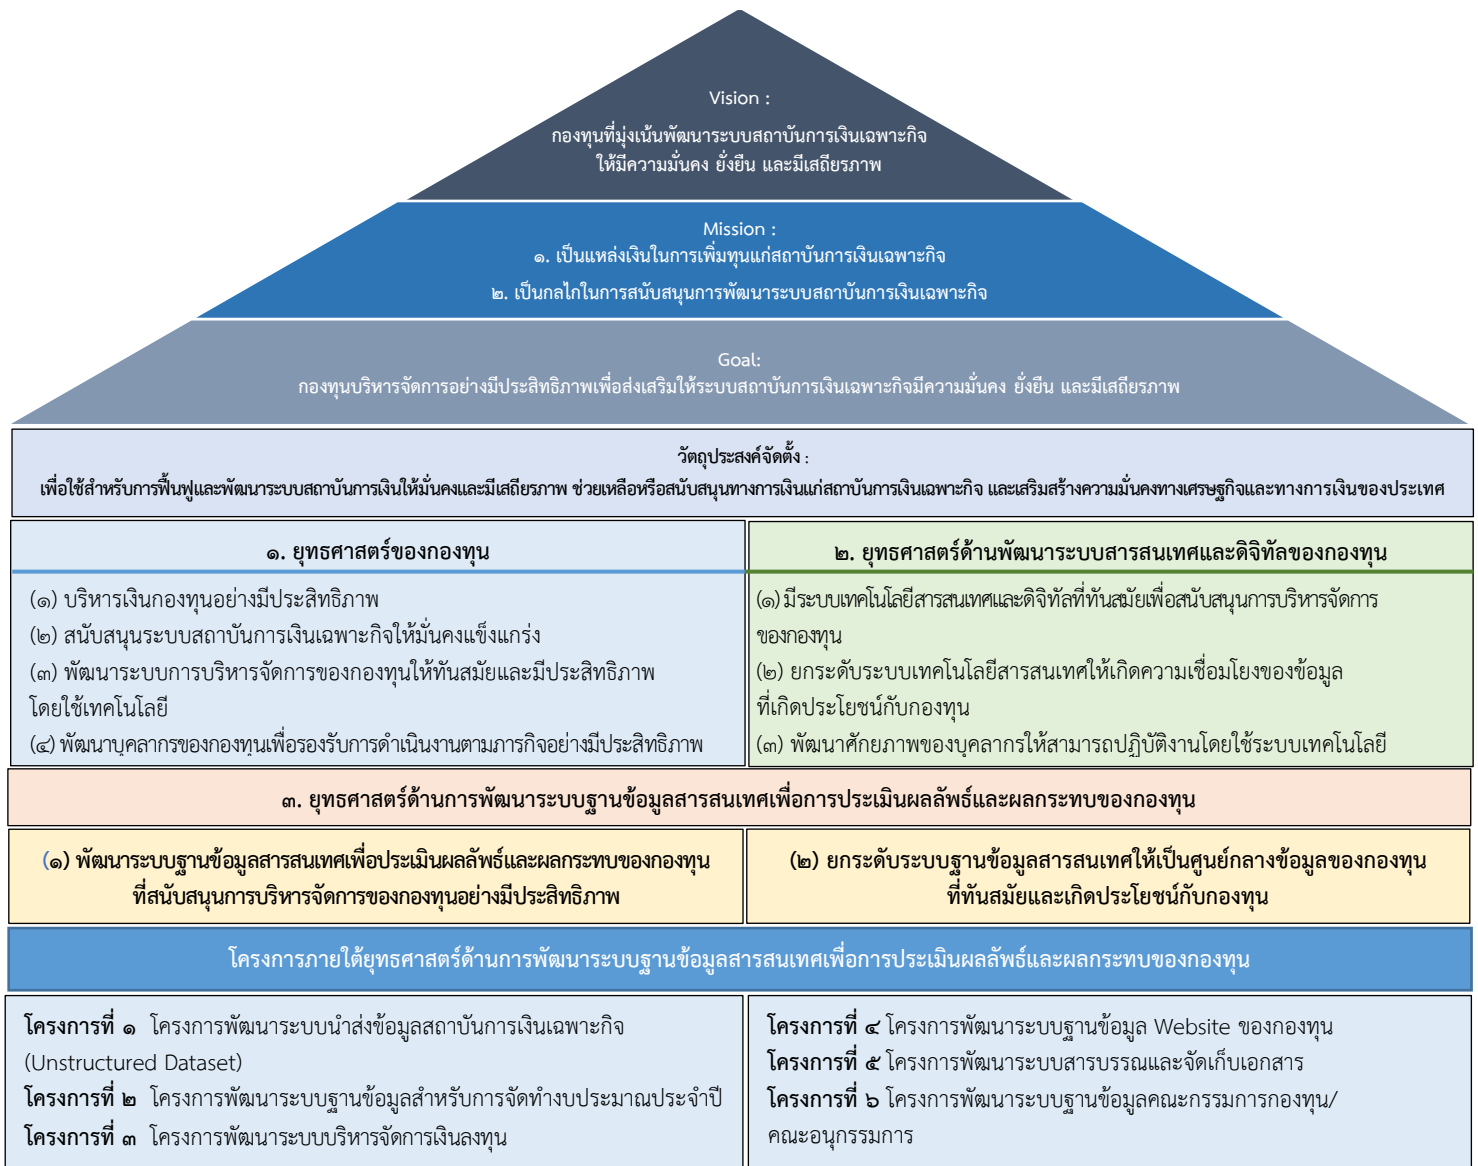 Vision :
กองทุนที่มุ่งเน้นพัฒนาระบบสถาบันการเงินเฉพาะกิจ
ให้มีความมั่นคง ยั่งยืน และมีเสถียรภาพ
Mission :
๑. เป็นแหล่งเงินในการเพิ่มทุนแก่สถาบันการเงินเฉพาะกิจ
๒. เป็นกลไกในการสนับสนุนการพัฒนาระบบสถาบันการเงินเฉพาะกิจ
Goal:
กองทุนบริหารจัดการอย่างมีประสิทธิภาพเพื่อส่งเสริมให้ระบบสถาบันการเงินเฉพาะกิจมีความมั่นคง ยั่งยืน และมีเสถียรภาพ
วัตถุประสงค์จัดตั้ง :
เพื่อใช้สำหรับการฟื้นฟูและพัฒนาระบบสถาบันการเงินให้มั่นคงและมีเสถียรภาพ ช่วยเหลือหรือสนับสนุนทางการเงินแก่สถาบันการเงินเฉพาะกิจ และเสริมสร้างความมั่นคงทางเศรษฐกิจและทางการเงินของประเทศ
๑. ยุทธศาสตร์ของกองทุน
(๑) บริหารเงินกองทุนอย่างมีประสิทธิภาพ
(๒) สนับสนุนระบบสถาบันการเงินเฉพาะกิจให้มั่นคงแข็งแกร่ง
(๓) พัฒนาระบบการบริหารจัดการของกองทุนให้ทันสมัยและมีประสิทธิภาพ
โดยใช้เทคโนโลยี
(๔) พัฒนาบุคลากรของกองทุนเพื่อรองรับการดำเนินงานตามภารกิจอย่างมีประสิทธิภาพ
๒. ยุทธศาสตร์ด้านพัฒนาระบบสารสนเทศและดิจิทัลของกองทุน
(๑) มีระบบเทคโนโลยีสารสนเทศและดิจิทัลที่ทันสมัยเพื่อสนับสนุนการบริหารจัดการ
ของกองทุน
(๒) ยกระดับระบบเทคโนโลยีสารสนเทศให้เกิดความเชื่อมโยงของข้อมูล
ที่เกิดประโยชน์กับกองทุน
(๓) พัฒนาศักยภาพของบุคลากรให้สามารถปฏิบัติงานโดยใช้ระบบเทคโนโลยี
๓. ยุทธศาสตร์ด้านการพัฒนาระบบฐานข้อมูลสารสนเทศเพื่อการประเมินผลลัพธ์และผลกระทบของกองทุน
(๑) พัฒนาระบบฐานข้อมูลสารสนเทศเพื่อประเมินผลลัพธ์และผลกระทบของกองทุน
ที่สนับสนุนการบริหารจัดการของกองทุนอย่างมีประสิทธิภาพ
(๒) ยกระดับระบบฐานข้อมูลสารสนเทศให้เป็นศูนย์กลางข้อมูลของกองทุน
ที่ทันสมัยและเกิดประโยชน์กับกองทุน
โครงการภายใต้ยุทธศาสตร์ด้านการพัฒนาระบบฐานข้อมูลสารสนเทศเพื่อการประเมินผลลัพธ์และผลกระทบของกองทุน
โครงการที่ ๑ โครงการพัฒนาระบบนำส่งข้อมูลสถาบันการเงินเฉพาะกิจ
(Unstructured Dataset)
โครงการที่ ๒ โครงการพัฒนาระบบฐานข้อมูลสำหรับการจัดทำงบประมาณประจำปี
โครงการที่ ๓ โครงการพัฒนาระบบบริหารจัดการเงินลงทุน
โครงการที่ ๔ โครงการพัฒนาระบบฐานข้อมูล Website ของกองทุน
โครงการที่ ๕ โครงการพัฒนาระบบสารบรรณและจัดเก็บเอกสาร
โครงการที่ ๖ โครงการพัฒนาระบบฐานข้อมูลคณะกรรมการกองทุน/
คณะอนุกรรมการ